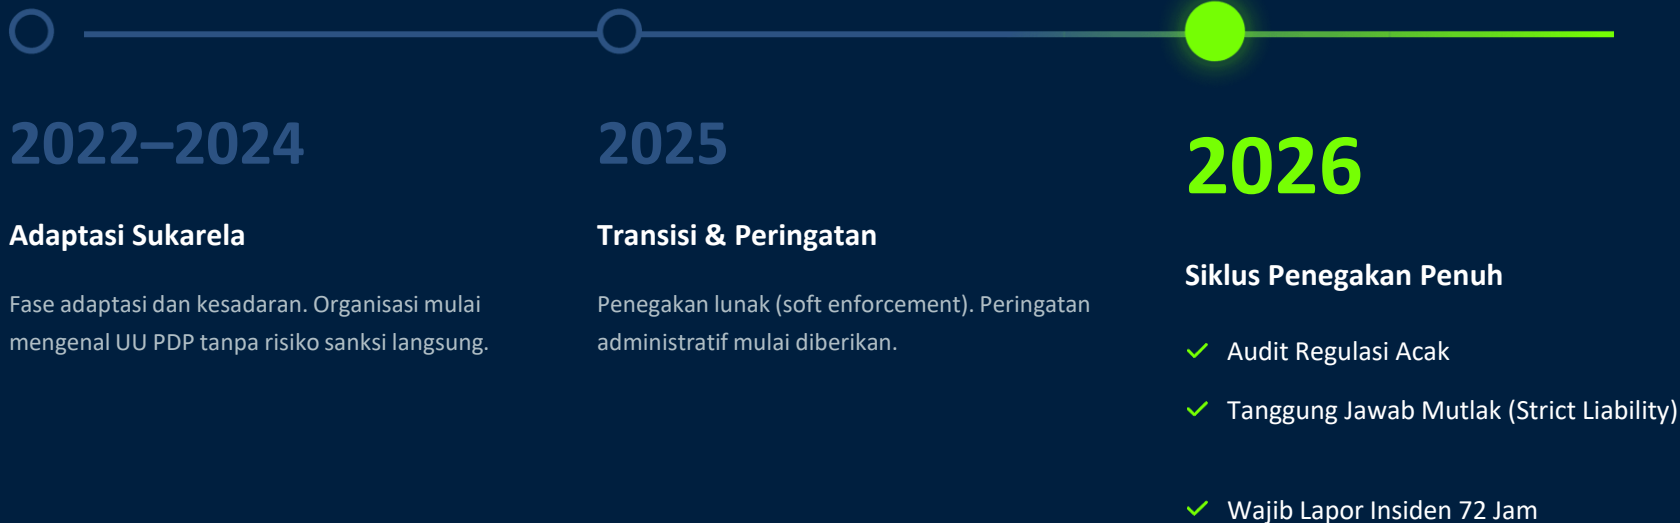 2022–2024
Adaptasi Sukarela
Fase adaptasi dan kesadaran. Organisasi mulai
mengenal UU PDP tanpa risiko sanksi langsung.
2025
Transisi & Peringatan
Penegakan lunak (soft enforcement). Peringatan
administratif mulai diberikan.
2026
Siklus Penegakan Penuh
Audit Regulasi Acak
Tanggung Jawab Mutlak (Strict Liability)
Wajib Lapor Insiden 72 Jam